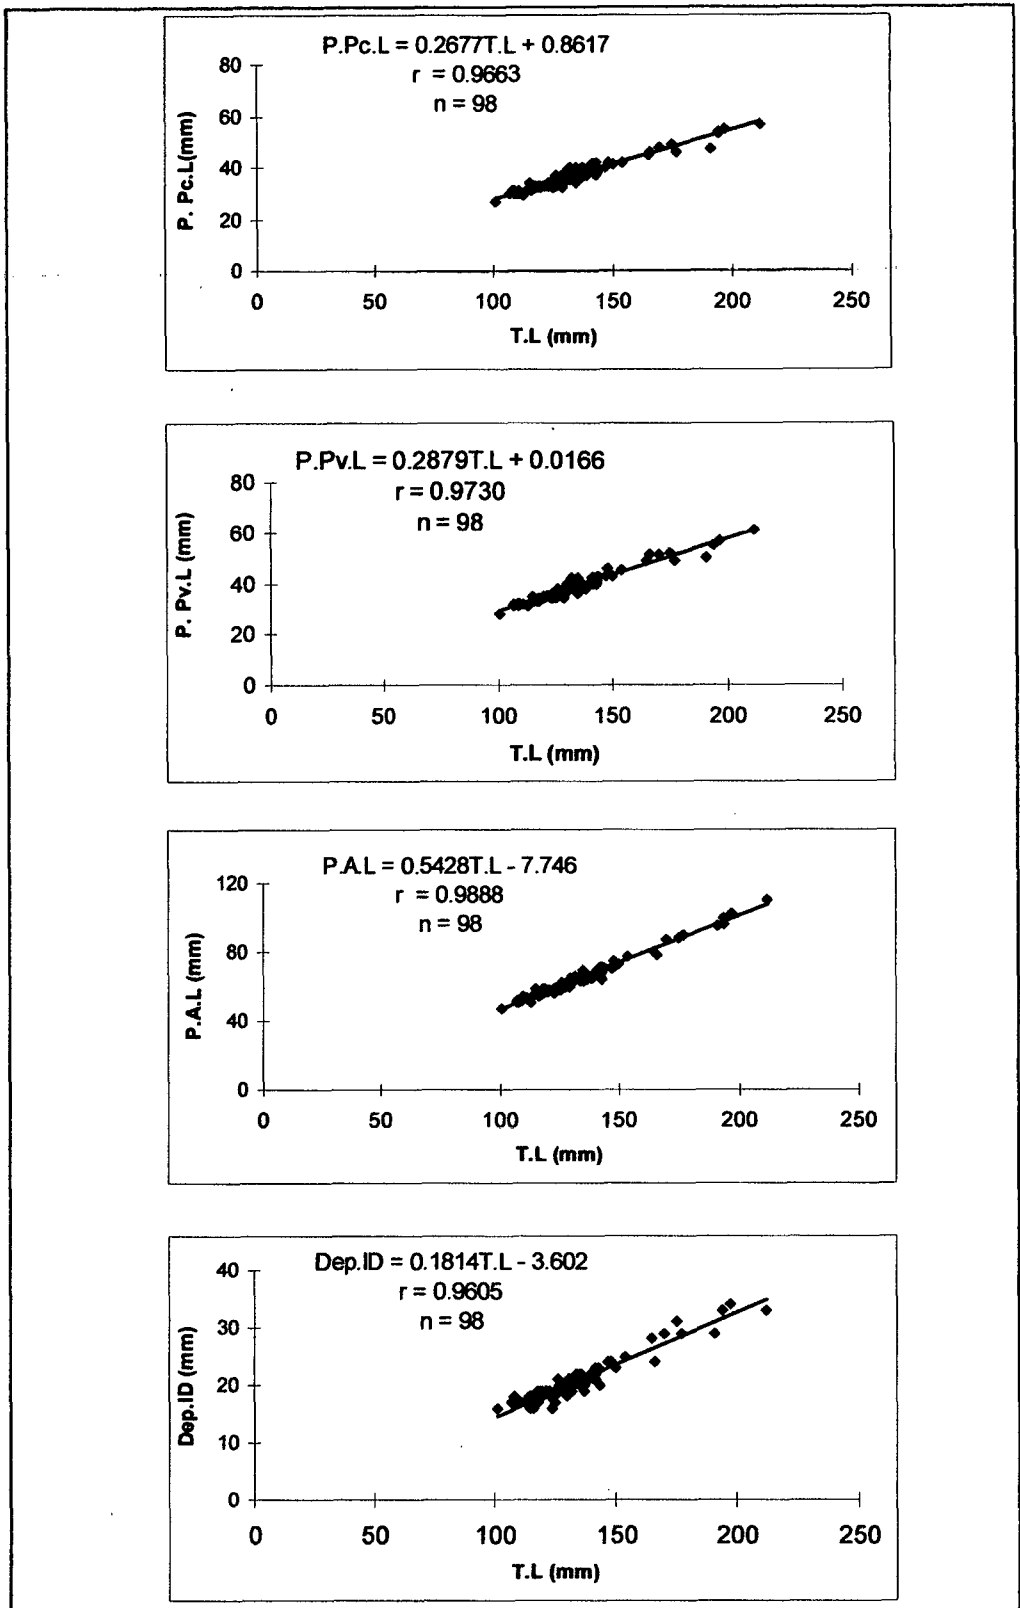 P.Pc.L = 0.2677T.L + 0.8617
r = 0.9663
n = 98
80
60
40
20
0
P. Pc.L(mm)
0 50 100 150 200 250
T.L (mm)
P.Pv.L = 0.2879T.L + 0.0166
r = 0.9730
n = 98
80
60
40
20
0
P. Pv.L (mm)
0 50 100 150 200 250
T.L (mm)
P.A.L = 0.5428T.L - 7.746
r = 0.9888
n = 98
120
80
40
0
P.A.L (mm)
0 50 100 150 200 250
T.L (mm)
Dep.ID = 0.1814T.L - 3.602
r = 0.9605
n = 98
40
30
20
10
0
Dep.ID (mm)
0 50 100 150 200 250
T.L (mm)